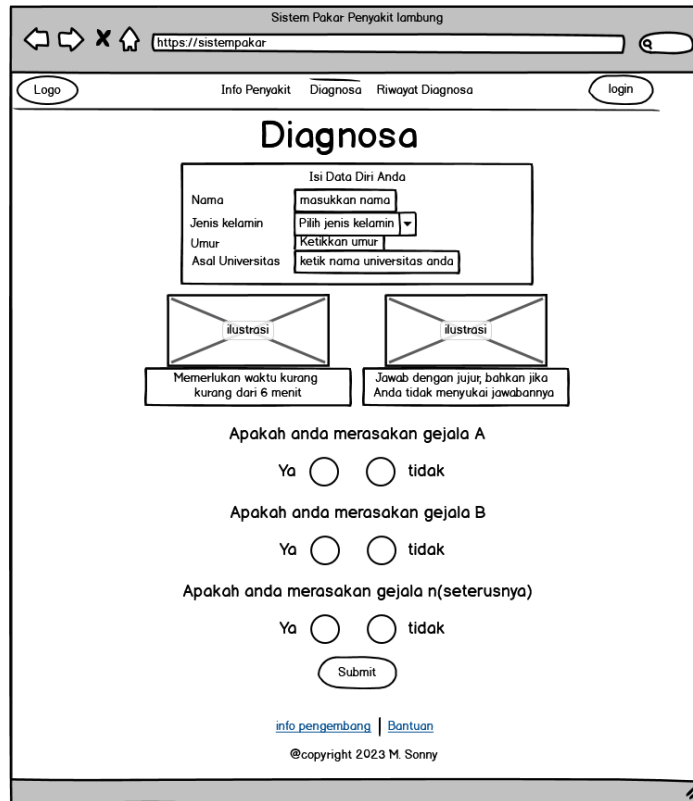 Sistem Pakar Penyakit lambung
https://sistempakar
Logo Info Penyakit Diagnosa Riwayat Diagnosa login
Diagnosa
Isi Data Diri Anda
Nama masukkan nama
Jenis kelamin Pilih jenis kelamin
Umur Ketikkan umur
Asal Universitas ketik nama universitas anda
ilustrasi ilustrasi
Memerlukan waktu kurang
kurang dari 6 menit
Jawab dengan jujur, bahkan jika
Anda tidak menyukai jawabannya
Apakah anda merasakan gejala A
Ya tidak
Apakah anda merasakan gejala B
Ya tidak
Apakah anda merasakan gejala n(seterusnya)
Ya tidak
Submit
info pengembang | Bantuan
@copyright 2023 M. Sonny